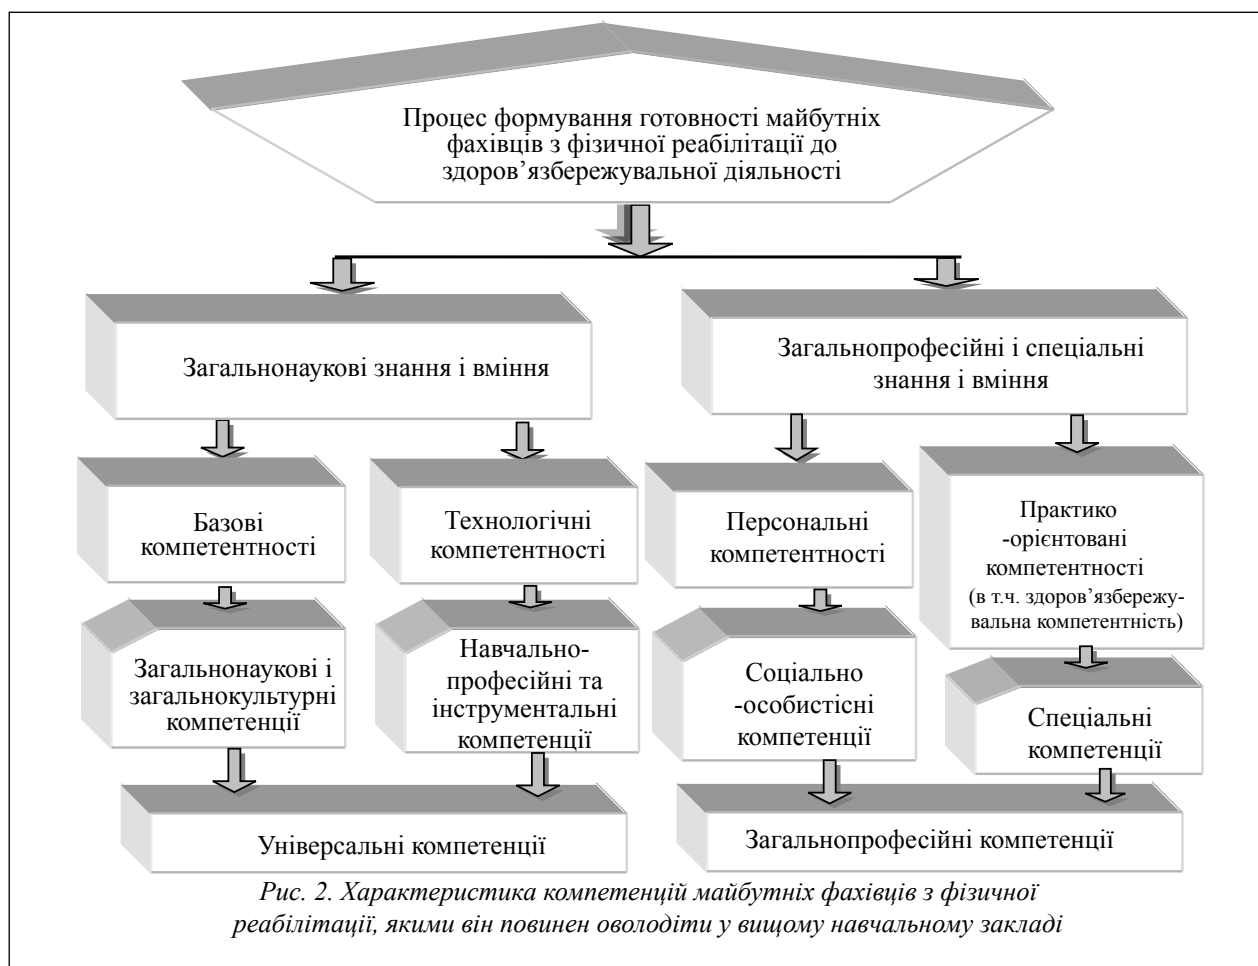 Процес формування готовності майбутніх
фахівців з фізичної реабілітації до
здоров’язбережувальної діяльності
Загальнонаукові знання і вміння
Загальнопрофесійні і спеціальні
знання і вміння
Базові
компетентності
Технологічні
компетентності
Персональні
компетентності
Практико
-орієнтовані
компетентності
(в т.ч. здоров’язбережу-
вальна компетентність)
Загальнонаукові і
загальнокультурні
компетенції
Навчально-
професійні та
інструментальні
компетенції
Соціально
-особистісні
компетенції
Спеціальні
компетенції
Універсальні компетенції
Загальнопрофесійні компетенції
Рис. 2. Характеристика компетенцій майбутніх фахівців з фізичної
реабілітації, якими він повинен оволодіти у вищому навчальному закладі